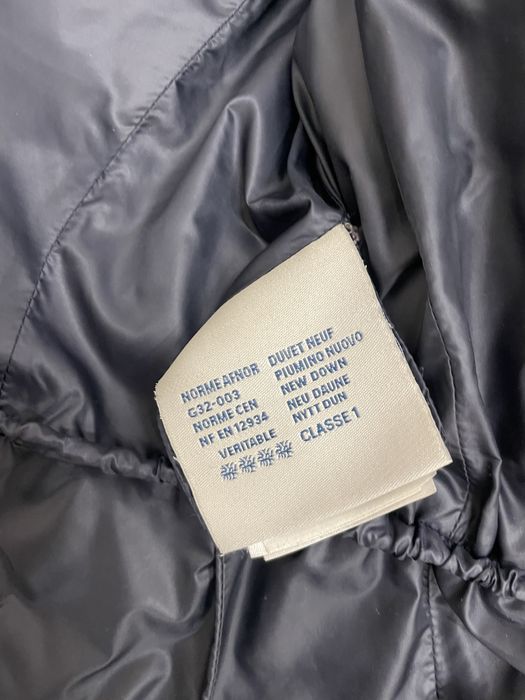 NORME AFNOR
G32-003
NORME CEN
NF EN 12934
VERITABLE
DUVET NEUF
PIUMINO NUOVO
NEW DOWN
NEU DAUNE
NYTT DUN
CLASSE 1